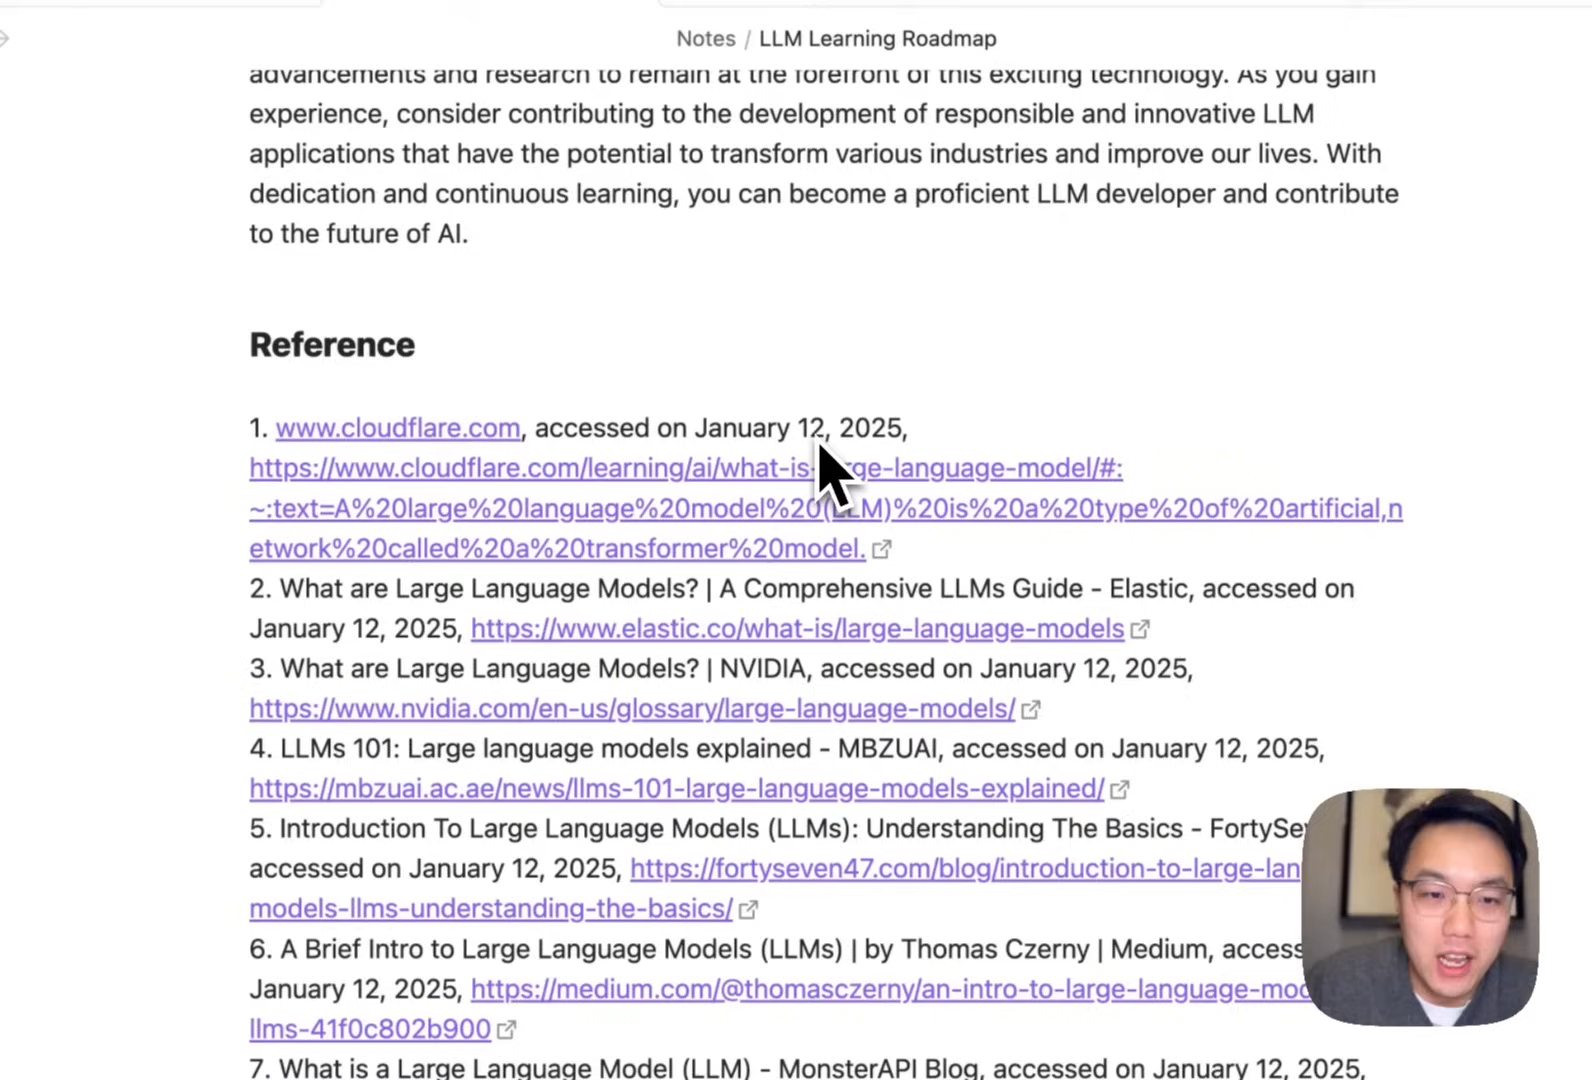 Notes / LLM Learning Roadmap
advancements and research to remain at the forefront of this exciting technology. As you gain
experience, consider contributing to the development of responsible and innovative LLM
applications that have the potential to transform various industries and improve our lives. With
dedication and continuous learning, you can become a proficient LLM developer and contribute
to the future of AI.
Reference
1. www.cloudflare.com, accessed on January 12, 2025,
https://www.cloudflare.com/learning/ai/what-is-large-language-model/#:
~:text=A%20large%20language%20model%20(LLM)%20is%20a%20type%20of%20artificial,n
etwork%20called%20a%20transformer%20model.
2. What are Large Language Models? | A Comprehensive LLMs Guide - Elastic, accessed on
January 12, 2025, https://www.elastic.co/what-is/large-language-models
3. What are Large Language Models? | NVIDIA, accessed on January 12, 2025,
https://www.nvidia.com/en-us/glossary/large-language-models/
4. LLMs 101: Large language models explained - MBZUAI, accessed on January 12, 2025,
https://mbzuai.ac.ae/news/llms-101-large-language-models-explained/
5. Introduction To Large Language Models (LLMs): Understanding The Basics - FortySe
accessed on January 12, 2025, https://fortyseven47.com/blog/introduction-to-large-lan
models-llms-understanding-the-basics/
6. A Brief Intro to Large Language Models (LLMs) | by Thomas Czerny | Medium, access
January 12, 2025, https://medium.com/@thomasczerny/an-intro-to-large-language-mod
llms-41f0c802b900
7. What is a Large Language Model (LLM) - MonsterAPI Blog, accessed on January 12, 2025,